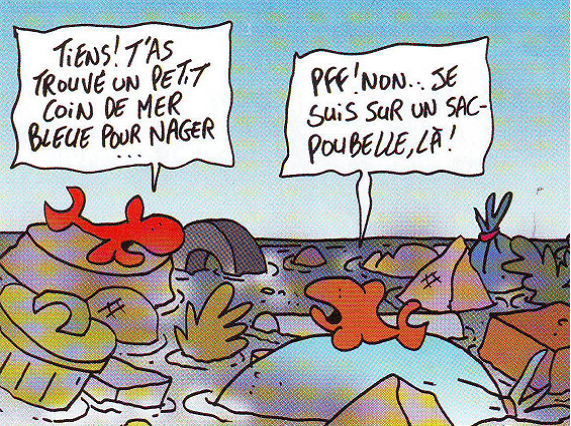 TIENS! T'AS
TROUVÉ UN PETIT
COIN DE MER
BLEUE POUR NAGER
...
PFF! NON... JE
SUIS SUR UN SAC-
POUBELLE, LÀ!